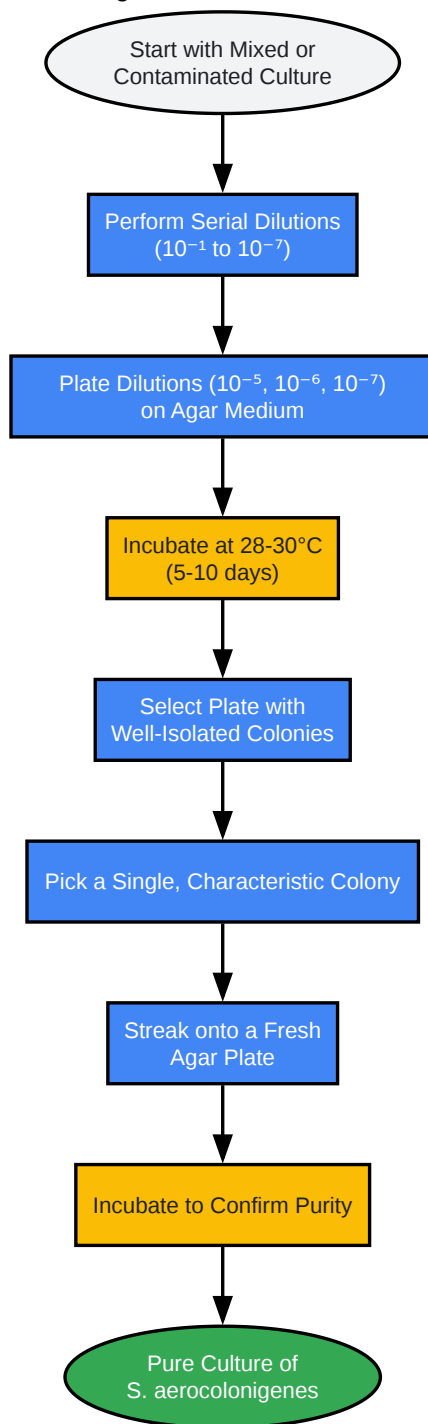 Start with Mixed or
Contaminated Culture
Perform Serial Dilutions
(10⁻¹ to 10⁻⁷)
Plate Dilutions (10⁻⁵, 10⁻⁶, 10⁻⁷)
on Agar Medium
Incubate at 28-30°C
(5-10 days)
Select Plate with
Well-Isolated Colonies
Pick a Single, Characteristic Colony
Streak onto a Fresh
Agar Plate
Incubate to Confirm Purity
Pure Culture of
S. aerocolonigenes